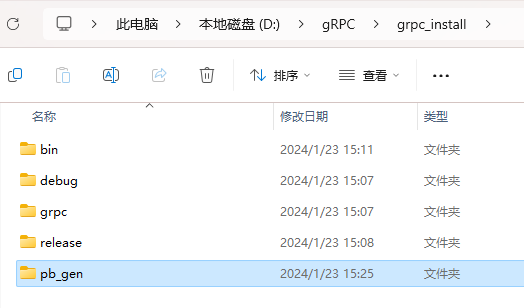 此电脑 本地磁盘 (D:) gRPC grpc_install
排序 查看
名称 修改日期 类型
bin 2024/1/23 15:11 文件夹
debug 2024/1/23 15:07 文件夹
grpc 2024/1/23 15:07 文件夹
release 2024/1/23 15:08 文件夹
pb_gen 2024/1/23 15:25 文件夹